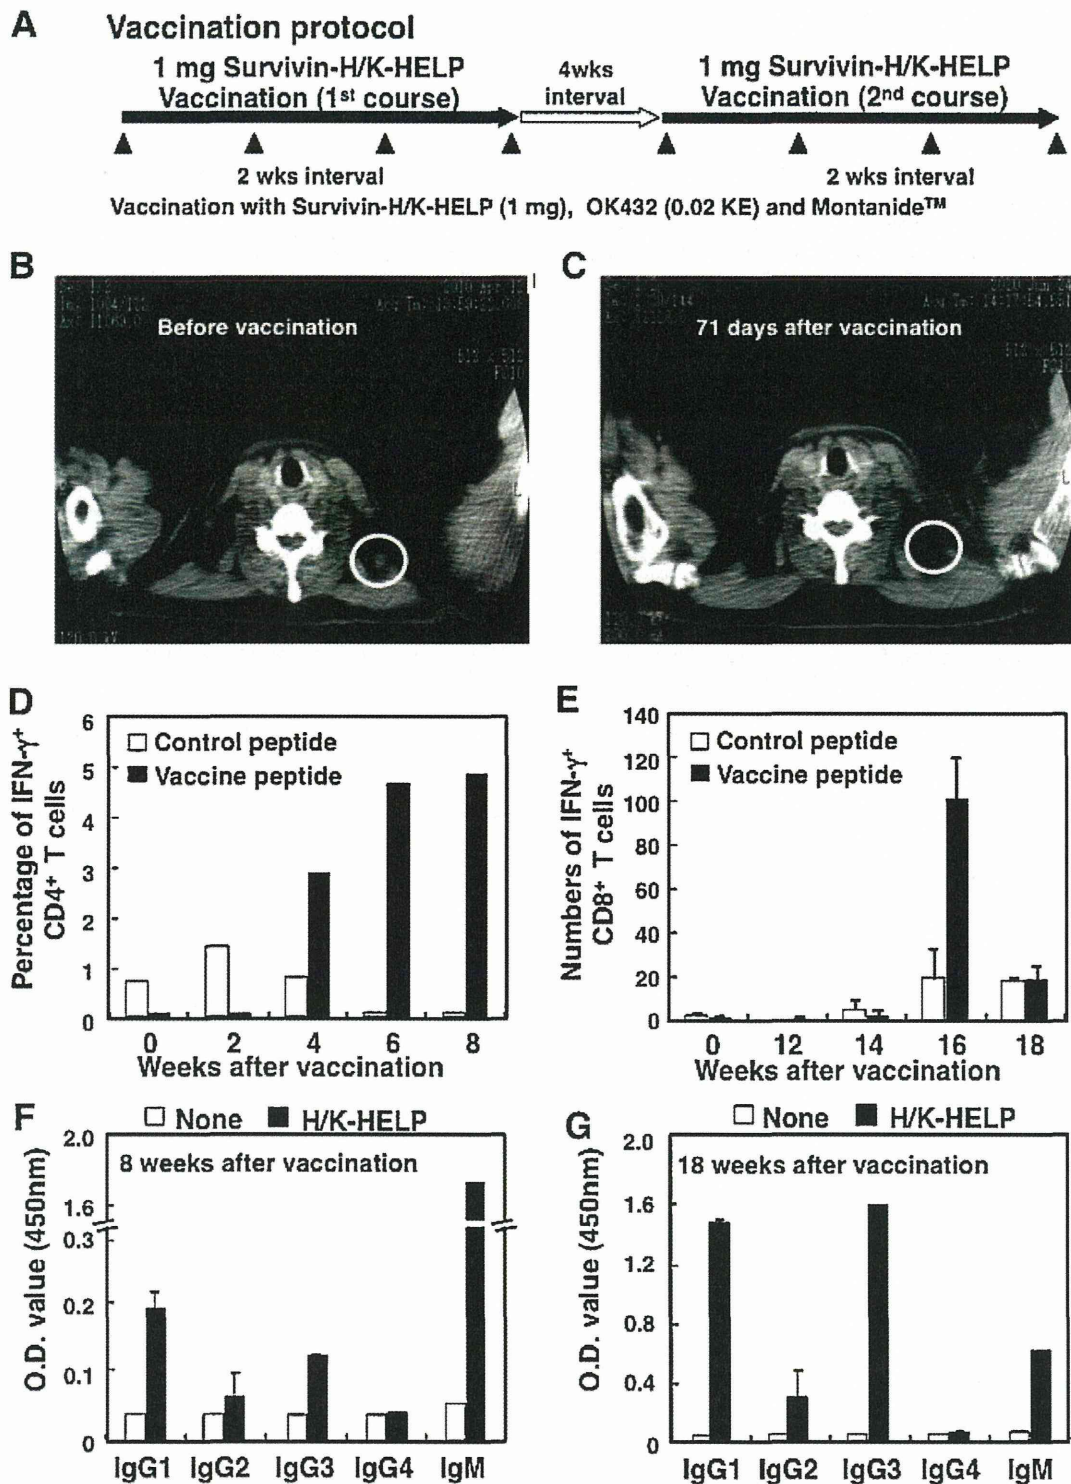 A Vaccination protocol
1 mg Survivin-H/K-HELP
Vaccination (1st course)
4wks
interval
1 mg Survivin-H/K-HELP
Vaccination (2nd course)
2 wks interval
2 wks interval
Vaccination with Survivin-H/K-HELP (1 mg), OK432 (0.02 KE) and Montanide™
B
Before vaccination
C
71 days after vaccination
D
Percentage of IFN-γ+
CD4+ T cells
6
5
4
3
2
1
0
Control peptide
Vaccine peptide
0 2 4 6 8
Weeks after vaccination
E
Numbers of IFN-γ+
CD8+ T cells
140
120
100
80
60
40
20
0
Control peptide
Vaccine peptide
0 12 14 16 18
Weeks after vaccination
F
None H/K-HELP
8 weeks after vaccination
O.D. value (450nm)
2.0
1.6
0.3
0.2
0.1
0
IgG1 IgG2 IgG3 IgG4 IgM
G
None H/K-HELP
18 weeks after vaccination
O.D. value (450nm)
2.0
1.6
1.2
0.8
0.4
0
IgG1 IgG2 IgG3 IgG4 IgM